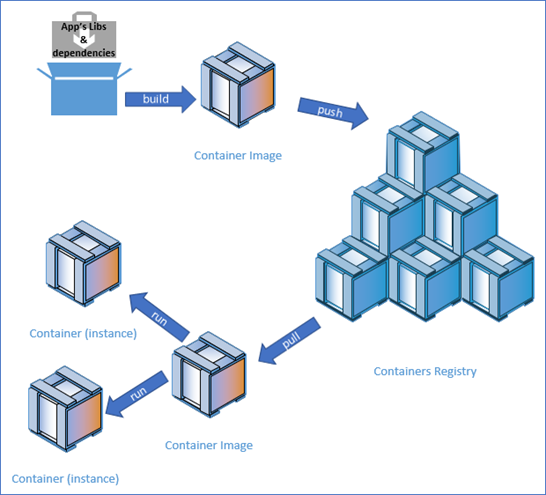 App's Libs
&
dependencies
build
push
Container Image
run
Container (instance)
pull
Containers Registry
run
Container Image
Container (instance)